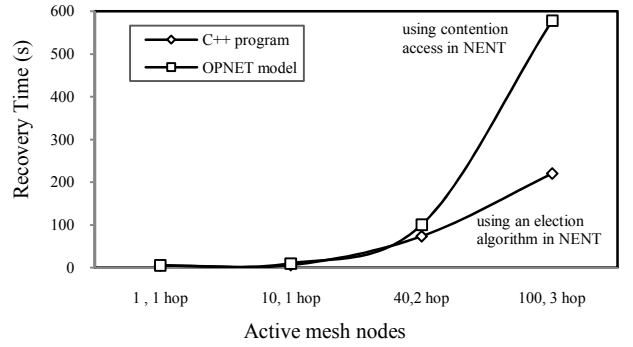 600
500
400
300
200
100
0
Recovery Time (s)
C++ program
OPNET model
using contention
access in NENT
using an election
algorithm in NENT
1 , 1 hop
10, 1 hop
40,2 hop
100, 3 hop
Active mesh nodes